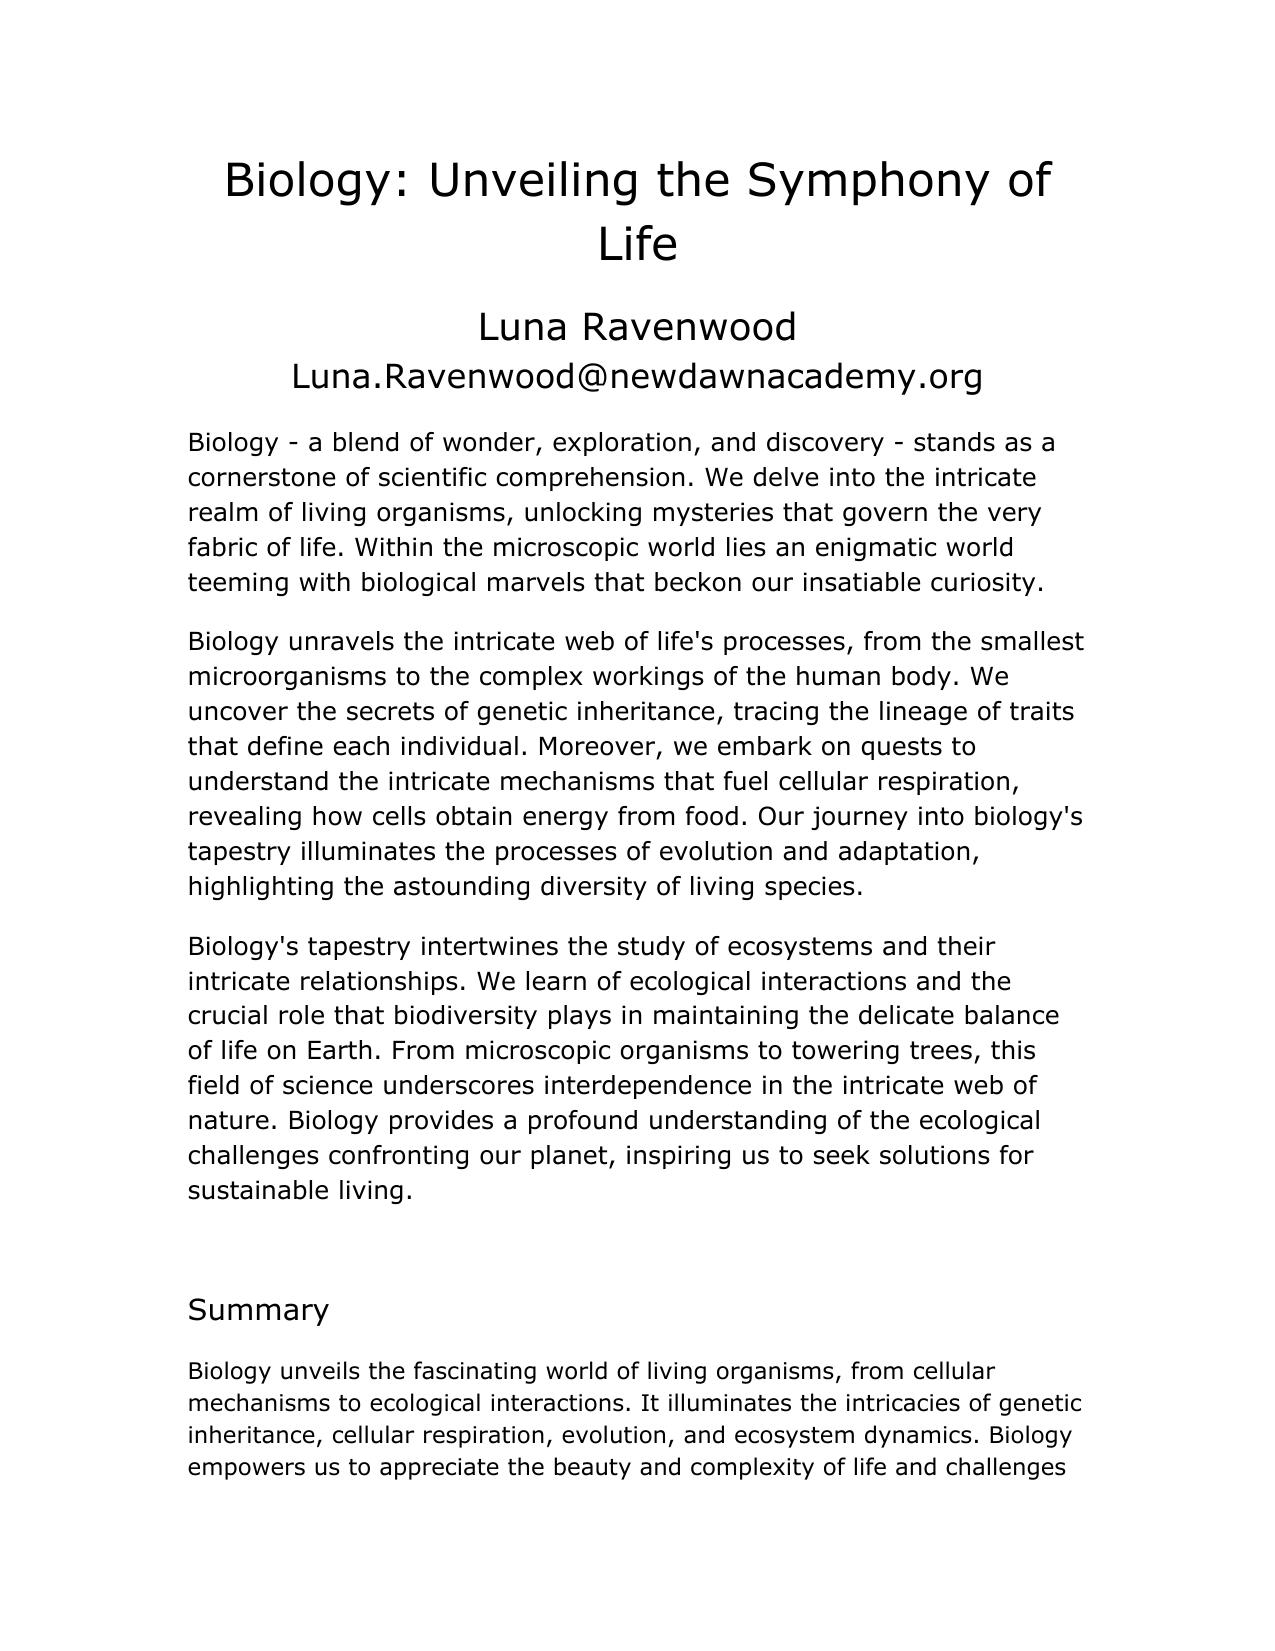 Biology: Unveiling the Symphony of
Life
Luna Ravenwood
Luna.Ravenwood@newdawnacademy.org
Biology - a blend of wonder, exploration, and discovery - stands as a
cornerstone of scientific comprehension. We delve into the intricate
realm of living organisms, unlocking mysteries that govern the very
fabric of life. Within the microscopic world lies an enigmatic world
teeming with biological marvels that beckon our insatiable curiosity.
Biology unravels the intricate web of life's processes, from the smallest
microorganisms to the complex workings of the human body. We
uncover the secrets of genetic inheritance, tracing the lineage of traits
that define each individual. Moreover, we embark on quests to
understand the intricate mechanisms that fuel cellular respiration,
revealing how cells obtain energy from food. Our journey into biology's
tapestry illuminates the processes of evolution and adaptation,
highlighting the astounding diversity of living species.
Biology's tapestry intertwines the study of ecosystems and their
intricate relationships. We learn of ecological interactions and the
crucial role that biodiversity plays in maintaining the delicate balance
of life on Earth. From microscopic organisms to towering trees, this
field of science underscores interdependence in the intricate web of
nature. Biology provides a profound understanding of the ecological
challenges confronting our planet, inspiring us to seek solutions for
sustainable living.
Summary
Biology unveils the fascinating world of living organisms, from cellular
mechanisms to ecological interactions. It illuminates the intricacies of genetic
inheritance, cellular respiration, evolution, and ecosystem dynamics. Biology
empowers us to appreciate the beauty and complexity of life and challenges